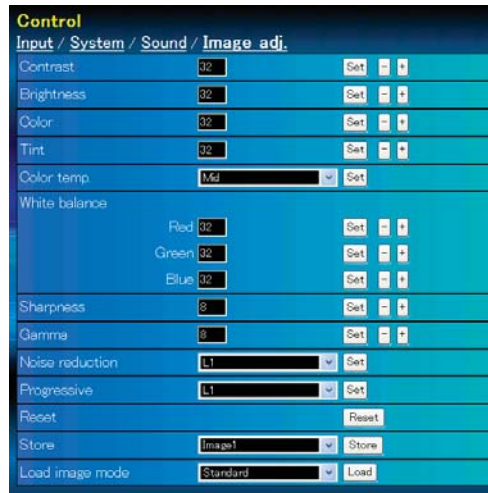 Control
Input / System / Sound / Image adj.
Contrast 32 Set - +
Brightness 32 Set - +
Color 32 Set - +
Tint 32 Set - +
Color temp. Mid Set
White balance
Red 32 Set - +
Green 32 Set - +
Blue 32 Set - +
Sharpness 8 Set - +
Gamma 8 Set - +
Noise reduction L1 Set
Progressive L1 Set
Reset Reset
Store Image1 Store
Load image mode Standard Load